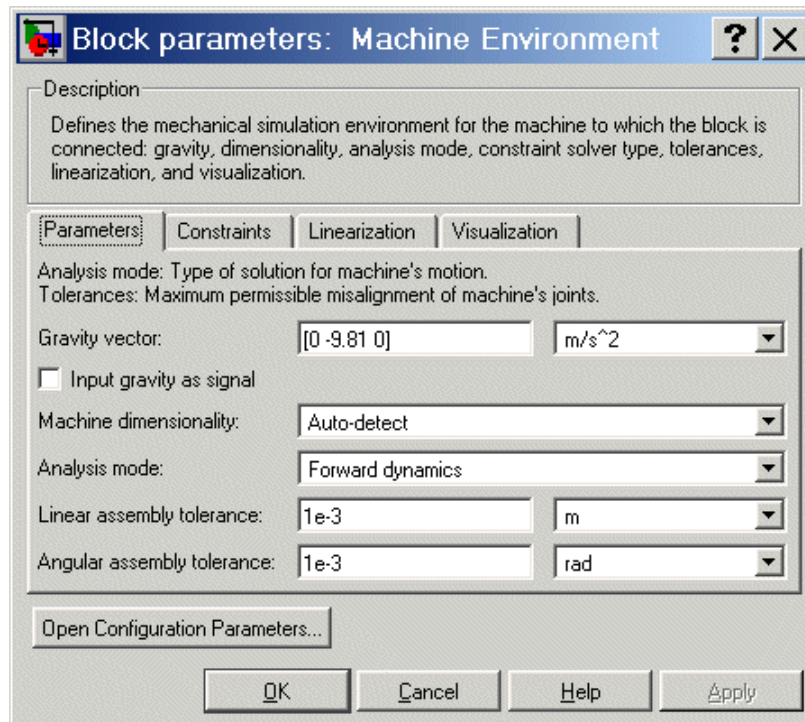 Block parameters: Machine Environment
Description
Defines the mechanical simulation environment for the machine to which the block is
connected: gravity, dimensionality, analysis mode, constraint solver type, tolerances,
linearization, and visualization.
Parameters Constraints Linearization Visualization
Analysis mode: Type of solution for machine's motion.
Tolerances: Maximum permissible misalignment of machine's joints.
Gravity vector: [0 -9.81 0] m/s^2
Input gravity as signal
Machine dimensionality: Auto-detect
Analysis mode: Forward dynamics
Linear assembly tolerance: 1e-3 m
Angular assembly tolerance: 1e-3 rad
Open Configuration Parameters...
OK Cancel Help Apply